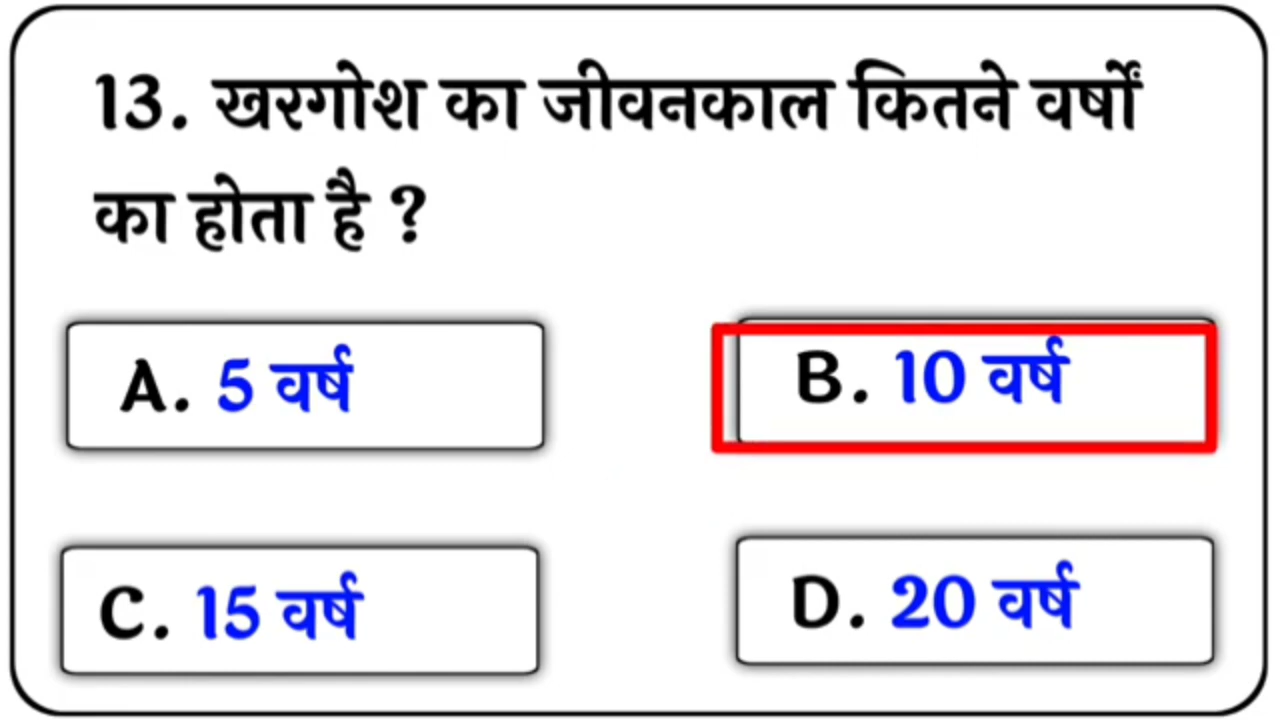 13. खरगोश का जीवनकाल कितने वर्षों
का होता है ?
A. 5 वर्ष
B. 10 वर्ष
C. 15 वर्ष
D. 20 वर्ष